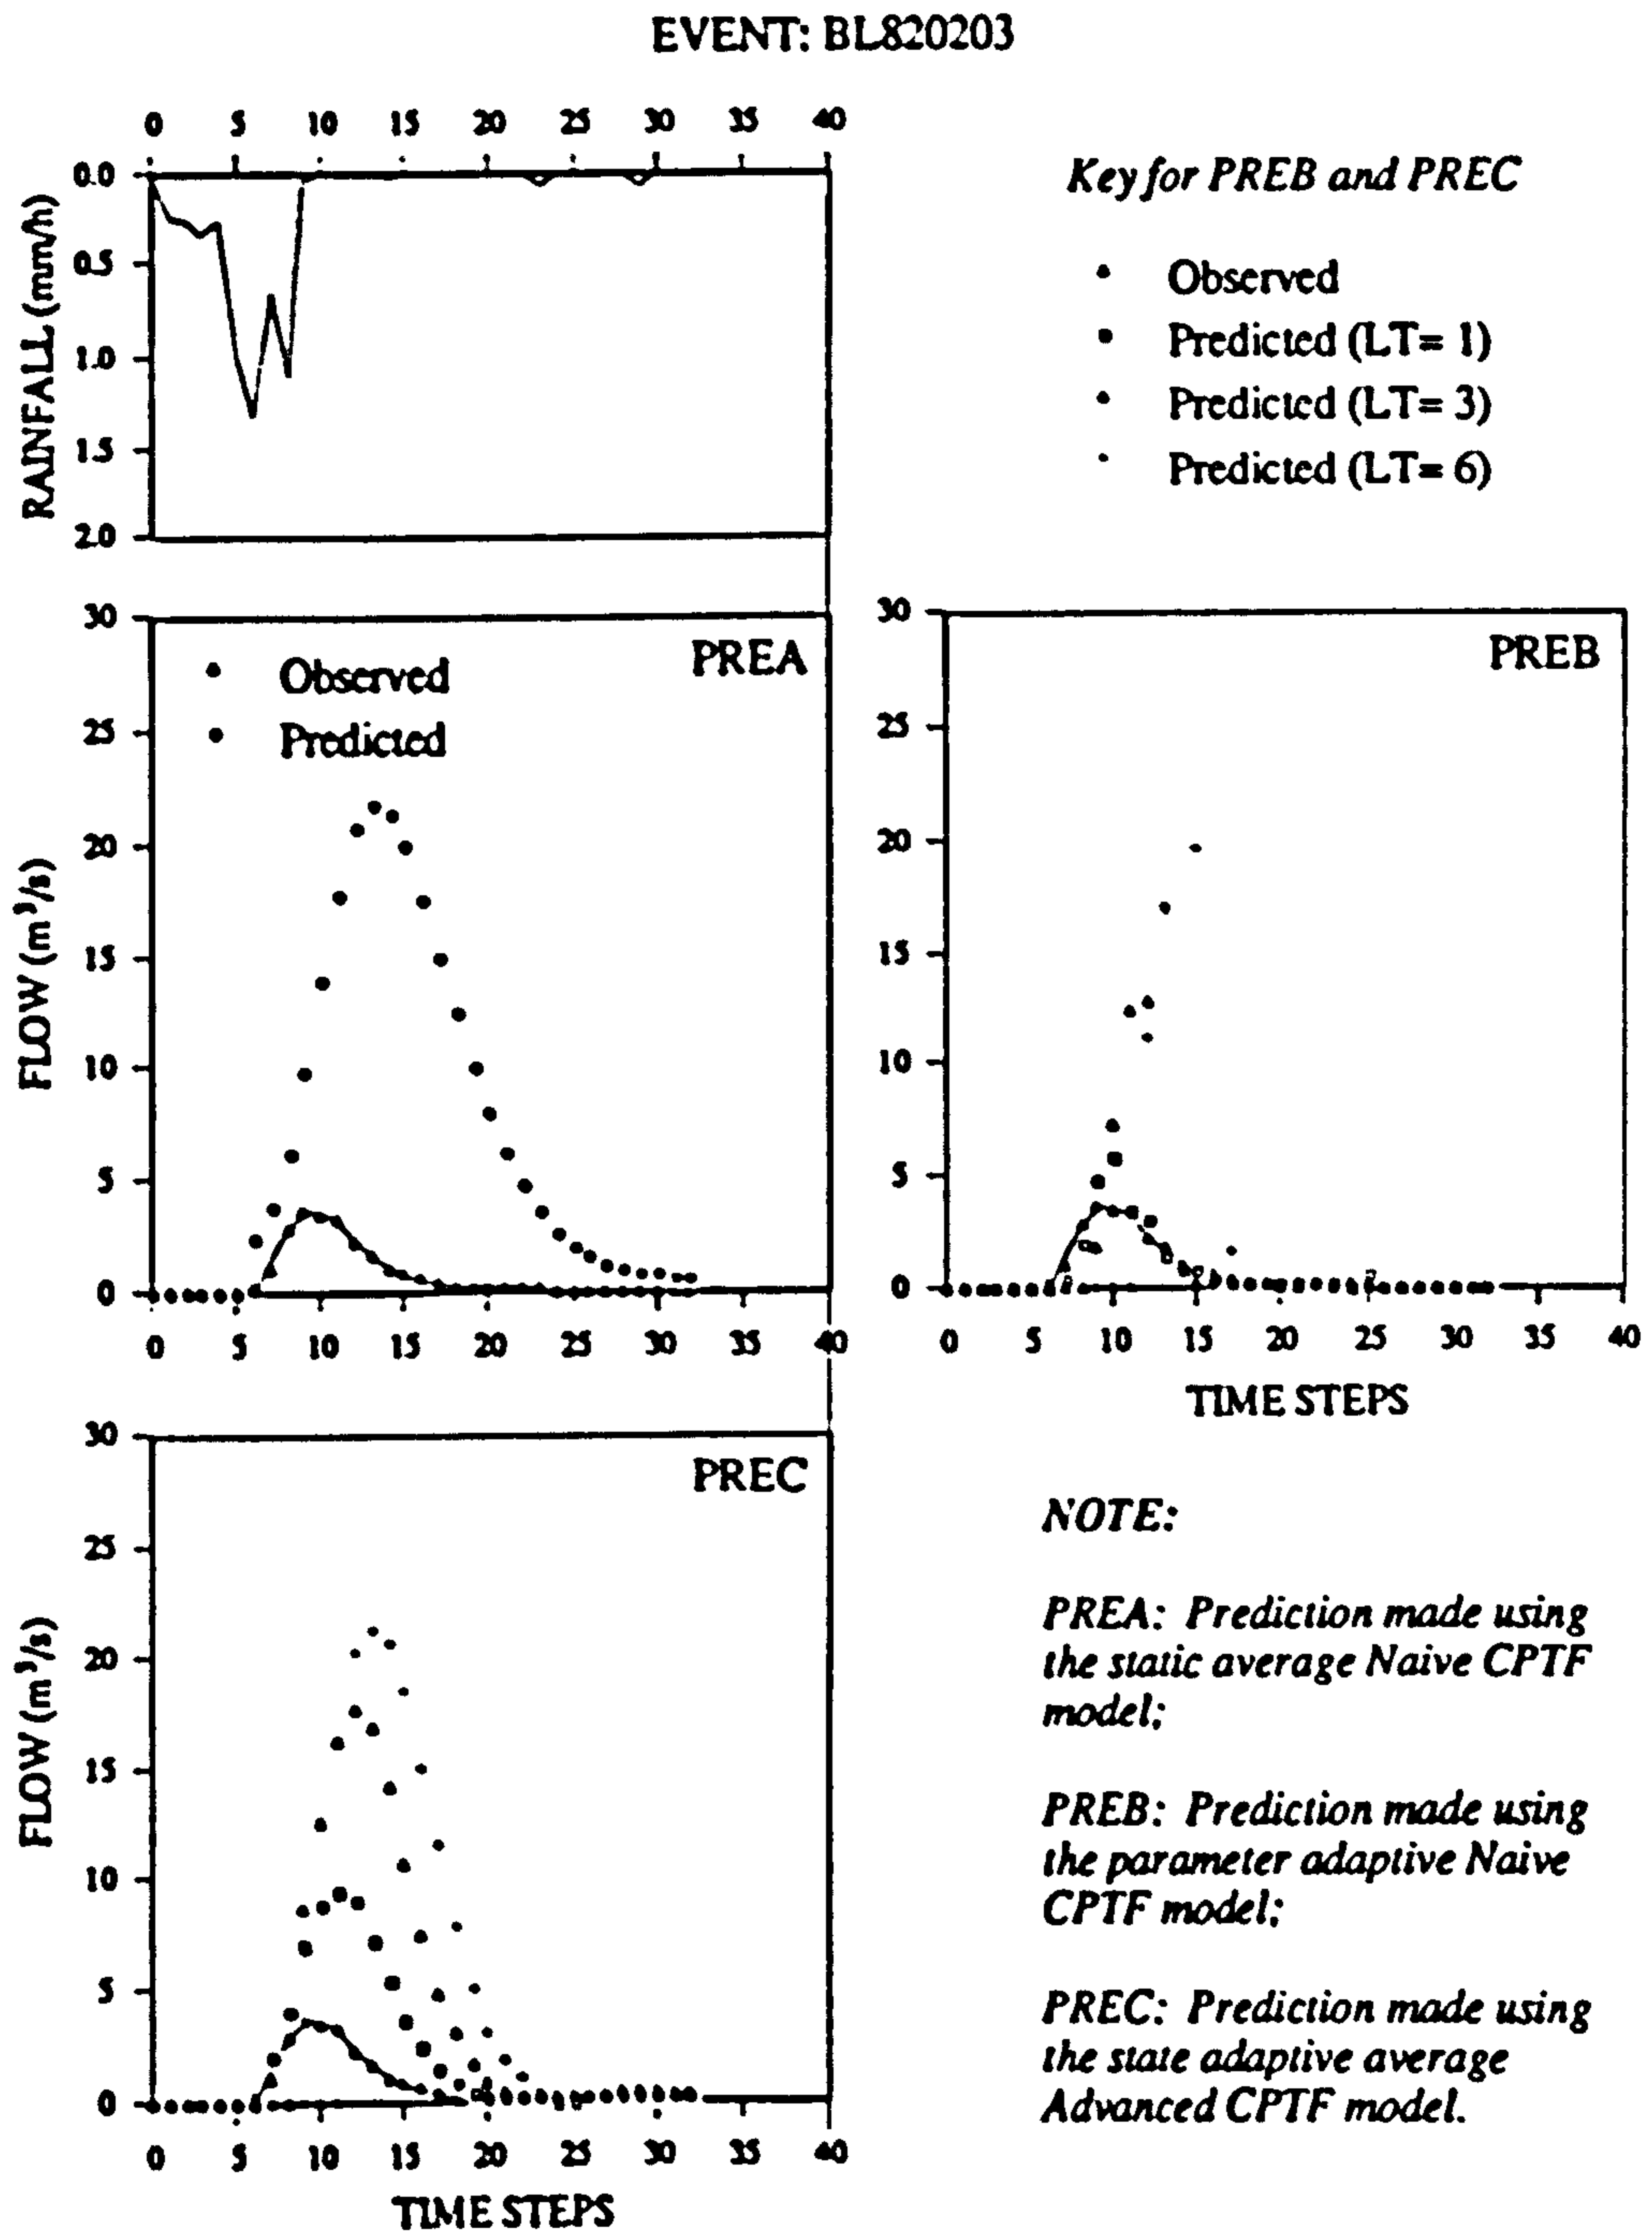 EVENT: BL820203
0 5 10 15 20 25 30 35 40
0.0
0.5
1.0
1.5
2.0
RAINFALL (mm/h)
Key for PREB and PREC
Observed
Predicted (LT= 1)
Predicted (LT= 3)
Predicted (LT= 6)
30
25
20
15
10
5
0
FLOW (m³/s)
PREA
Observed
Predicted
0 5 10 15 20 25 30 35 40
30
25
20
15
10
5
0
PREB
0 5 10 15 20 25 30 35 40
TIME STEPS
30
25
20
15
10
5
0
FLOW (m³/s)
PREC
0 5 10 15 20 25 30 35 40
TIME STEPS
NOTE:
PREA: Prediction made using
the static average Naive CPTF
model;
PREB: Prediction made using
the parameter adaptive Naive
CPTF model;
PREC: Prediction made using
the state adaptive average
Advanced CPTF model.